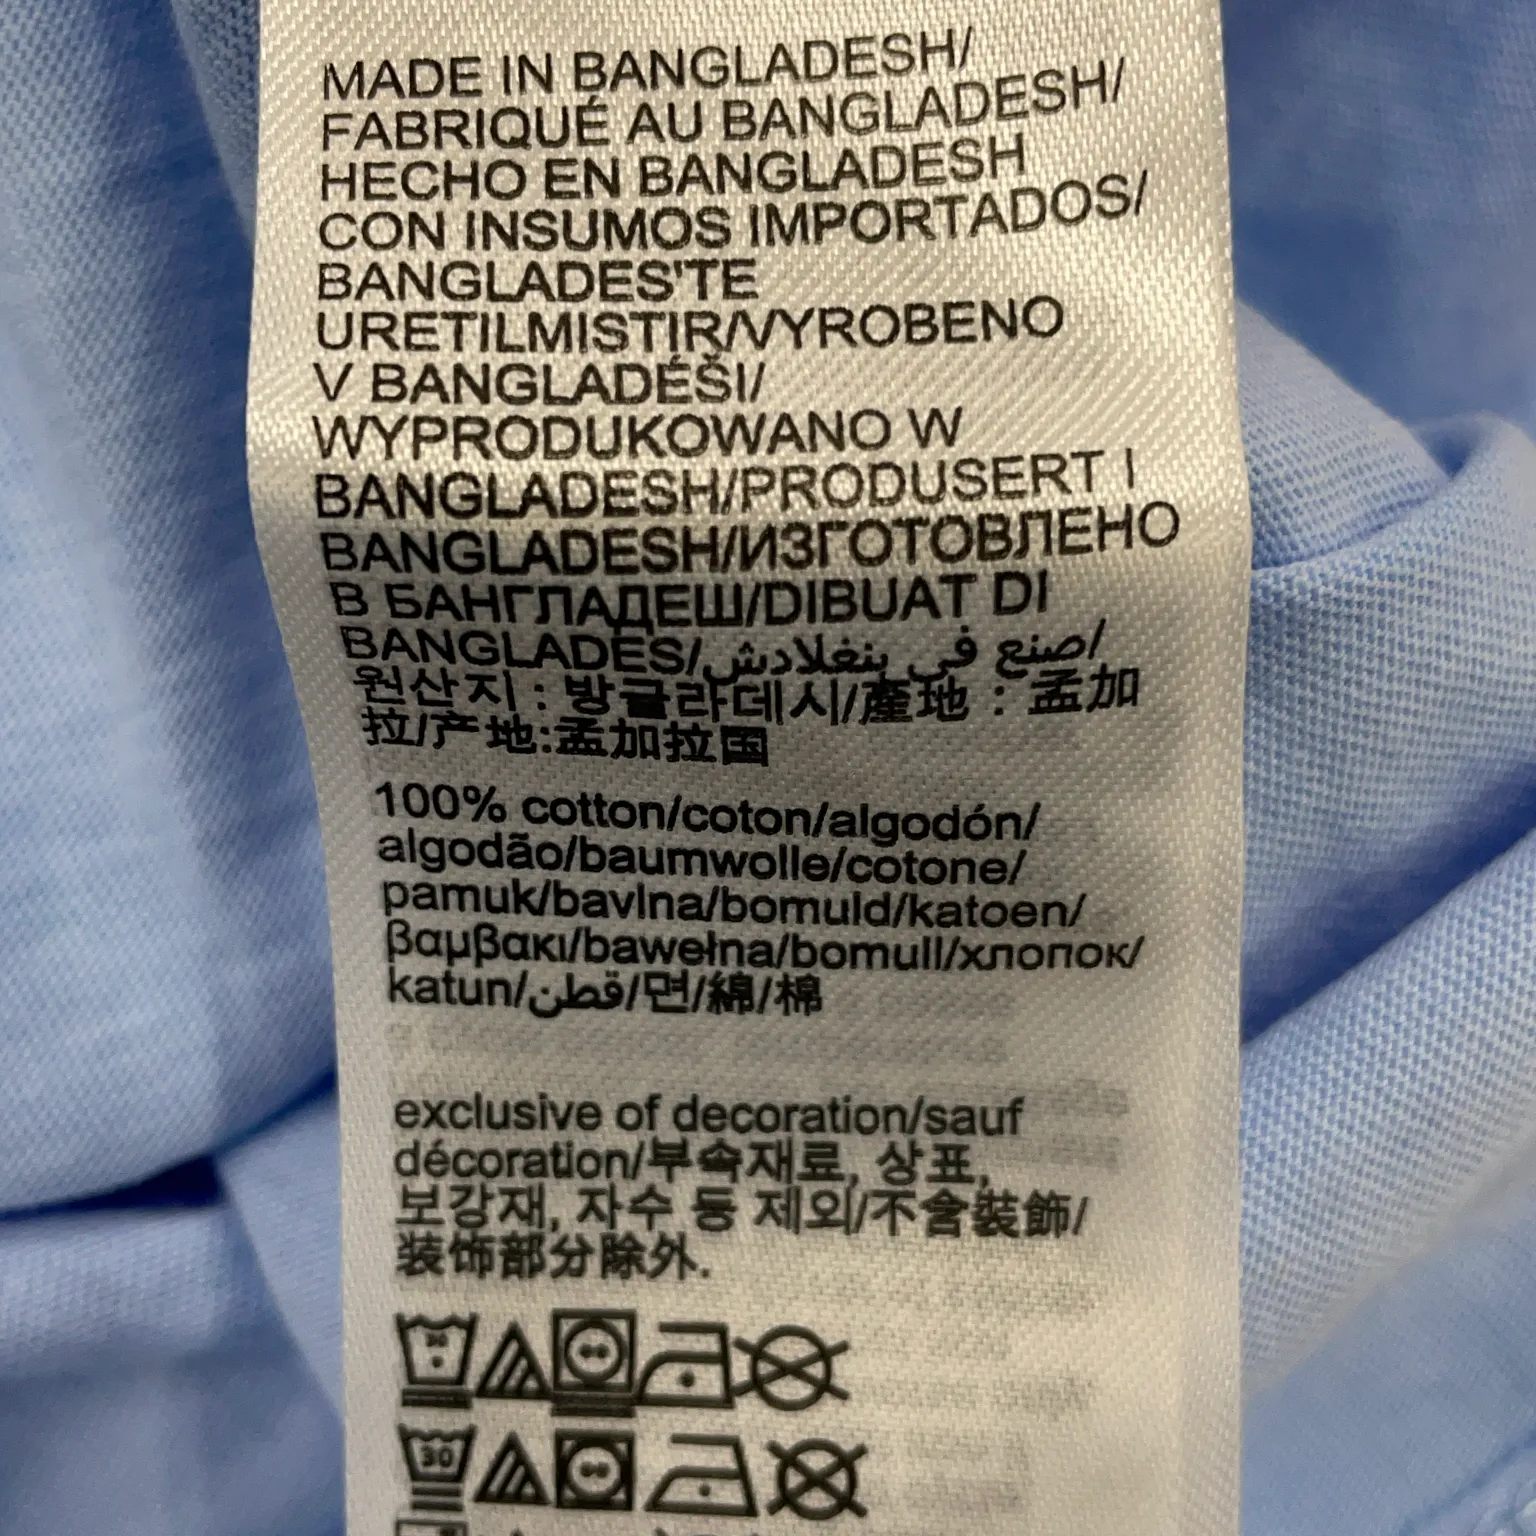 MADE IN BANGLADESH/
FABRIQUÉ AU BANGLADESH/
HECHO EN BANGLADESH
CON INSUMOS IMPORTADOS/
BANGLADES'TE
URETILMISTIR/VYROBENO
V BANGLADÉŠI/
WYPRODUKOWANO W
BANGLADESH/PRODUSERT I
BANGLADESH/ИЗГОТОВЛЕНО
В БАНГЛАДЕШ/DIBUAT DI
BANGLADES/صنع في بنغلادش/
원산지 : 방글라데시/產地 : 孟加
拉/产地:孟加拉国
100% cotton/coton/algodón/
algodão/baumwolle/cotone/
pamuk/bavlna/bomuld/katoen/
βαμβακι/bawełna/bomull/хлопок/
katun/قطن/면/綿/棉
exclusive of decoration/sauf
décoration/부속재료, 상표,
보강재, 자수 등 제외/不含裝飾/
装饰部分除外.
30